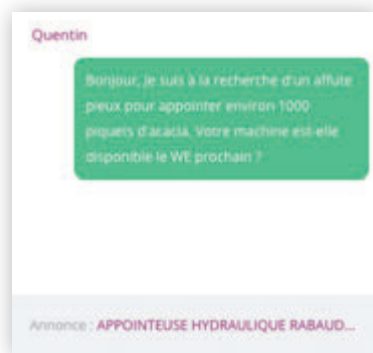 Quentin
Bonjour, je suis à la recherche d'un affute
pieux pour appointer environ 1000
piquets d'acacia. Votre machine est-elle
disponible le WE prochain ?
Annonce : APPOINTEUSE HYDRAULIQUE RABAUD...